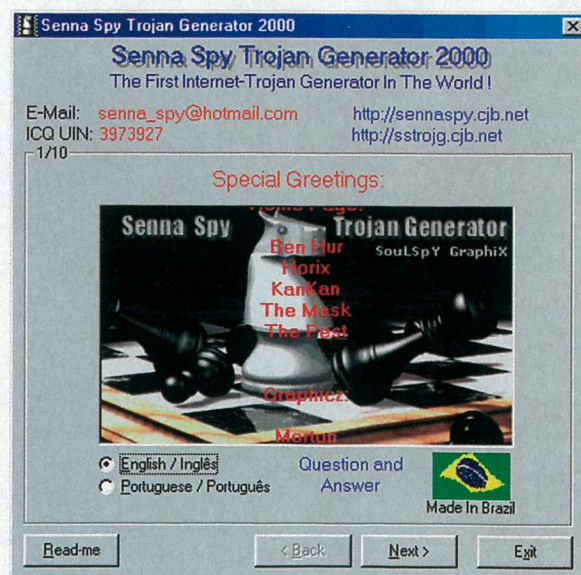 Senna Spy Trojan Generator 2000
Senna Spy Trojan Generator 2000
The First Internet-Trojan Generator In The World !
E-Mail: senna_spy@hotmail.com http://sennaspy.cjb.net
ICQ UIN: 3973927 http://sstrojg.cjb.net
1/10
Special Greetings:
Home Page:
Senna Spy Trojan Generator
SouLSpY GraphiX
Ben Hur
Horix
KanKan
The Mask
The Pest
Graphicz:
English / Inglês
Portuguese / Português
Question and
Answer
Made In Brazil
Read-me < Back Next > Exit